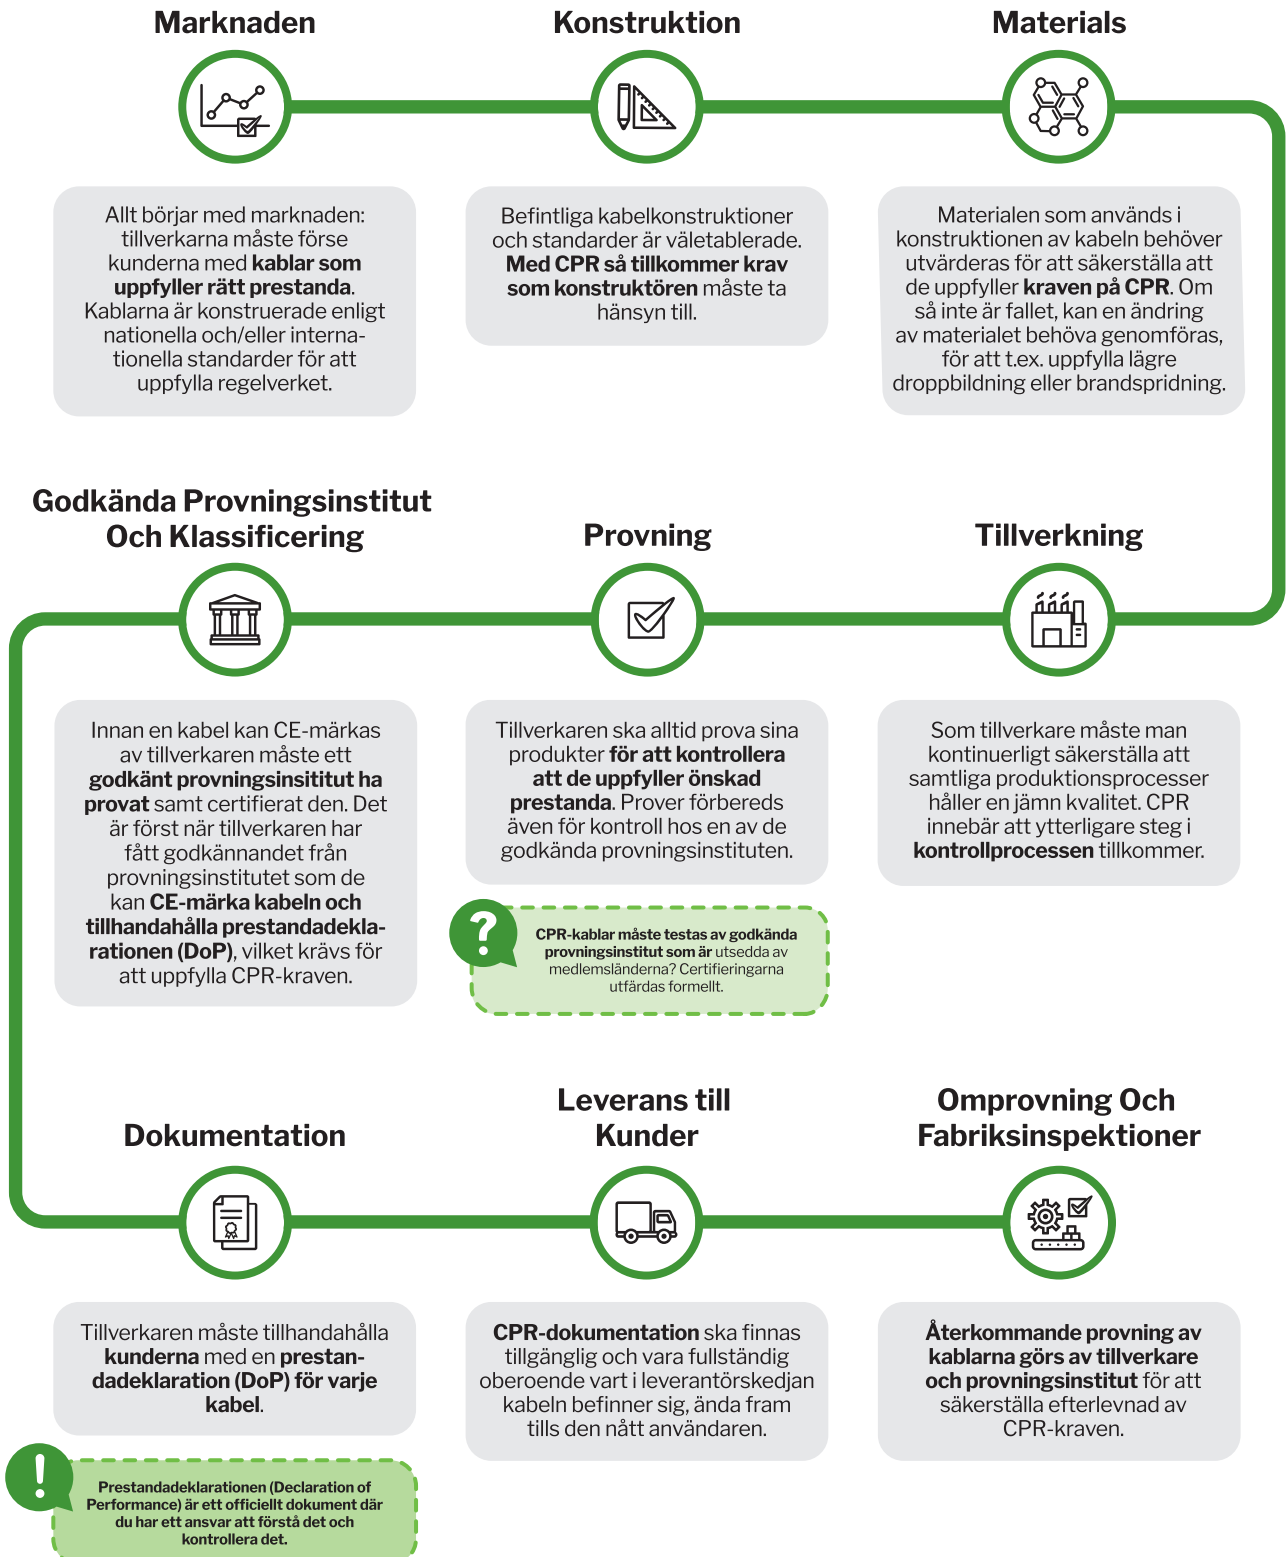 Marknaden
Allt börjar med marknaden:
tillverkarna måste förse
kunderna med kablar som
uppfyller rätt prestanda.
Kablarna är konstruerade enligt
nationella och/eller interna-
tionella standarder för att
uppfylla regelverket.
Konstruktion
Befintliga kabelkonstruktioner
och standarder är väletablerade.
Med CPR så tillkommer krav
som konstruktören måste ta
hänsyn till.
Materials
Materialen som används i
konstruktionen av kabeln behöver
utvärderas för att säkerställa att
de uppfyller kraven på CPR. Om
så inte är fallet, kan en ändring
av materialet behöva genomföras,
för att t.ex. uppfylla lägre
droppbildning eller brandspridning.
Tillverkning
Som tillverkare måste man
kontinuerligt säkerställa att
samtliga produktionsprocesser
håller en jämn kvalitet. CPR
innebär att ytterligare steg i
kontrollprocessen tillkommer.
Provning
Tillverkaren ska alltid prova sina
produkter för att kontrollera
att de uppfyller önskad
prestanda. Prover förbereds
även för kontroll hos en av de
godkända provningsinstituten.
?
CPR-kablar måste testas av godkända
provningsinstitut som är utsedda av
medlemsländerna? Certifieringarna
utfärdas formellt.
Godkända Provningsinstitut
Och Klassificering
Innan en kabel kan CE-märkas
av tillverkaren måste ett
godkänt provningsinsititut ha
provat samt certifierat den. Det
är först när tillverkaren har
fått godkännandet från
provningsinstitutet som de
kan CE-märka kabeln och
tillhandahålla prestandadekla-
rationen (DoP), vilket krävs för
att uppfylla CPR-kraven.
Dokumentation
Tillverkaren måste tillhandahålla
kunderna med en prestan-
dadeklaration (DoP) för varje
kabel.
!
Prestandadeklarationen (Declaration of
Performance) är ett officiellt dokument där
du har ett ansvar att förstå det och
kontrollera det.
Leverans till
Kunder
CPR-dokumentation ska finnas
tillgänglig och vara fullständig
oberoende vart i leverantörskedjan
kabeln befinner sig, ända fram
tills den nått användaren.
Omprovning Och
Fabriksinspektioner
Återkommande provning av
kablarna görs av tillverkare
och provningsinstitut för att
säkerställa efterlevnad av
CPR-kraven.